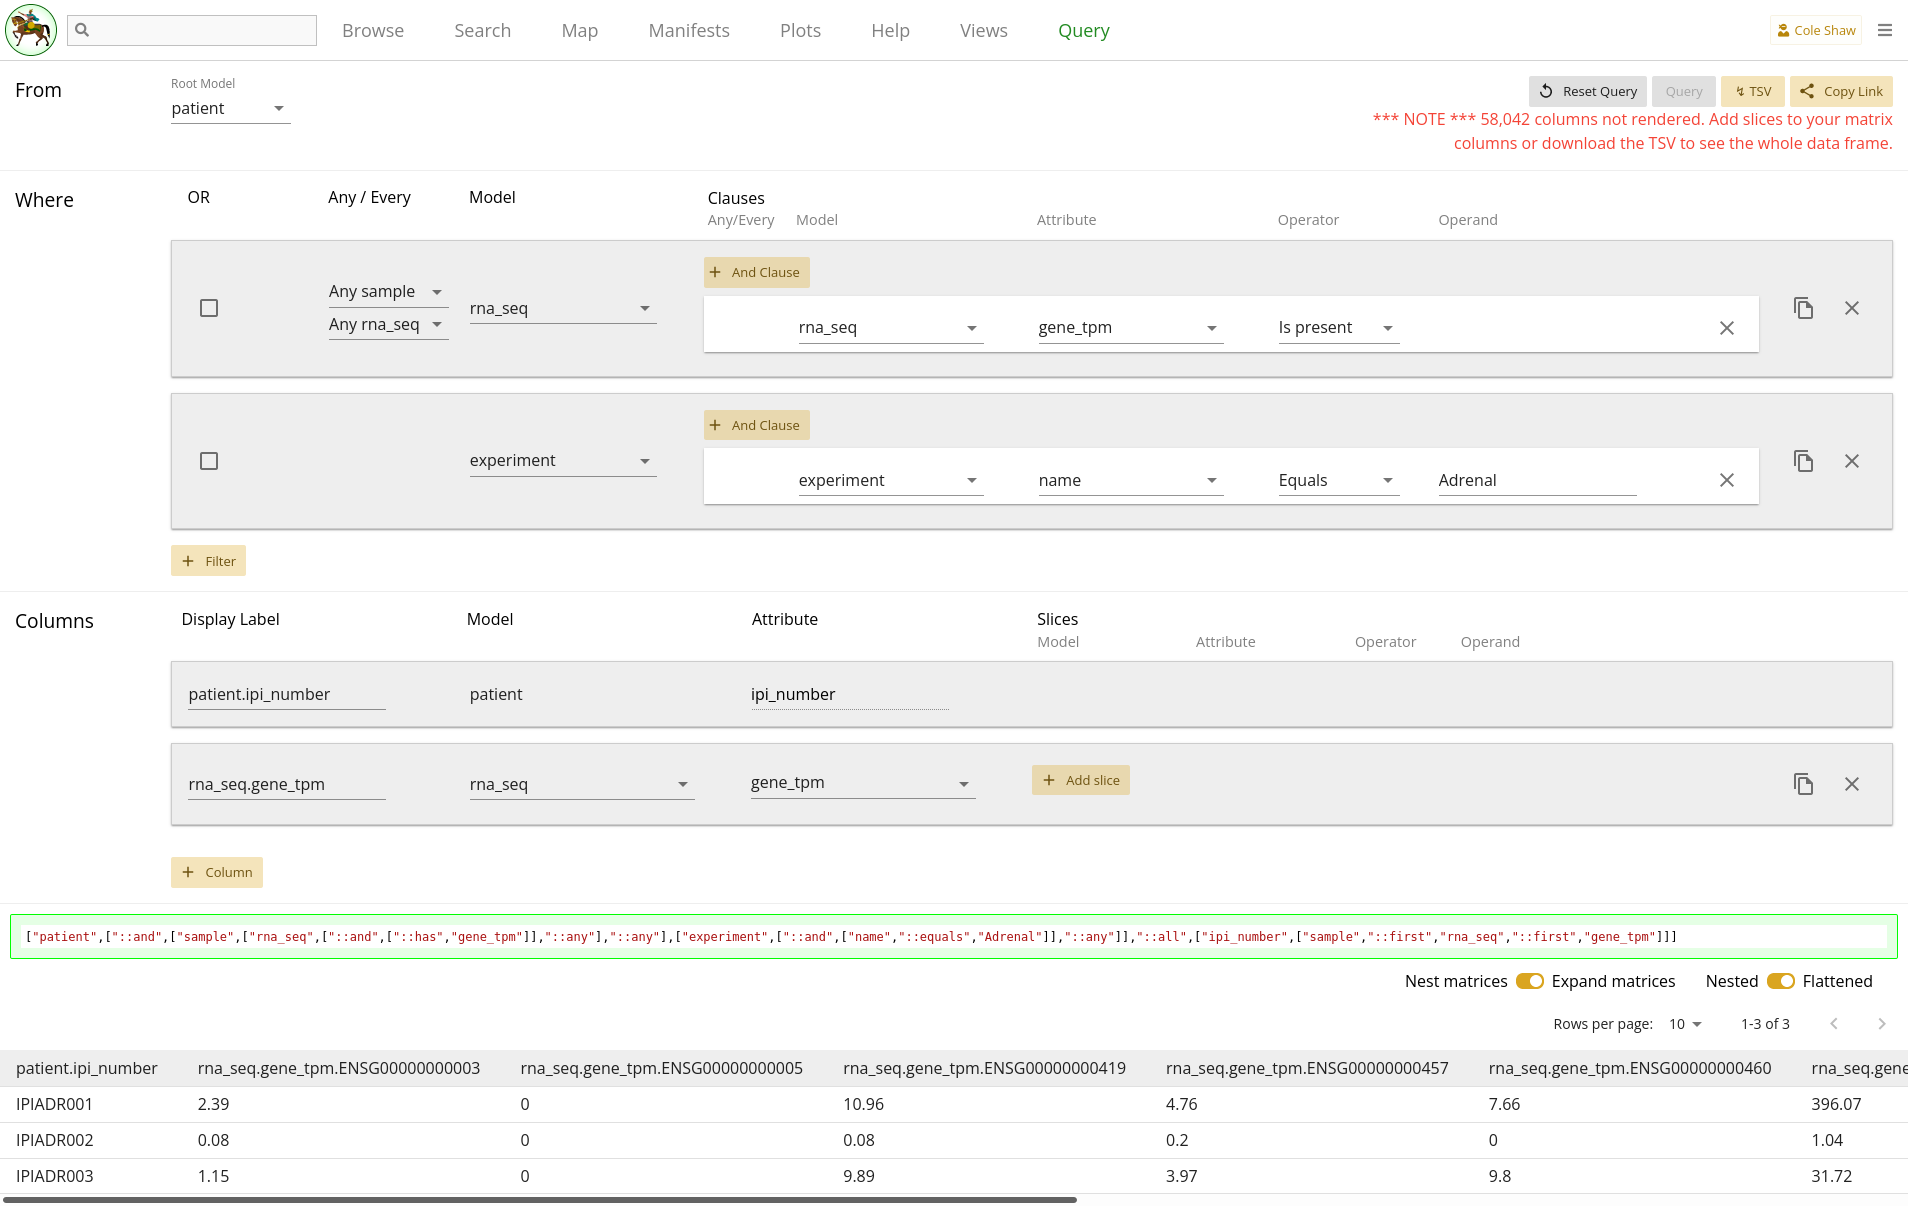 Browse Search Map Manifests Plots Help Views Query Cole Shaw
From
Root Model
patient
Reset Query Query ↯ TSV Copy Link
*** NOTE *** 58,042 columns not rendered. Add slices to your matrix
columns or download the TSV to see the whole data frame.
Where OR Any / Every Model Clauses
Any/Every Model Attribute Operator Operand
+ And Clause
Any sample
Any rna_seq
rna_seq
rna_seq gene_tpm Is present
+ And Clause
experiment
experiment name Equals Adrenal
+ Filter
Columns Display Label Model Attribute Slices
Model Attribute Operator Operand
patient.ipi_number patient ipi_number
rna_seq.gene_tpm rna_seq gene_tpm + Add slice
+ Column
["patient",["::and",["sample",["rna_seq",["::and",["::has","gene_tpm"]],"::any"],"::any"],["experiment",["::and",["name","::equals","Adrenal"]],"::any"]],"::all",["ipi_number",["sample","::first","rna_seq","::first","gene_tpm"]]]
Nest matrices Expand matrices Nested Flattened
Rows per page: 10 1-3 of 3
patient.ipi_number rna_seq.gene_tpm.ENSG00000000003 rna_seq.gene_tpm.ENSG00000000005 rna_seq.gene_tpm.ENSG00000000419 rna_seq.gene_tpm.ENSG00000000457 rna_seq.gene_tpm.ENSG00000000460 rna_seq.gene
IPIADR001 2.39 0 10.96 4.76 7.66 396.07
IPIADR002 0.08 0 0.08 0.2 0 1.04
IPIADR003 1.15 0 9.89 3.97 9.8 31.72